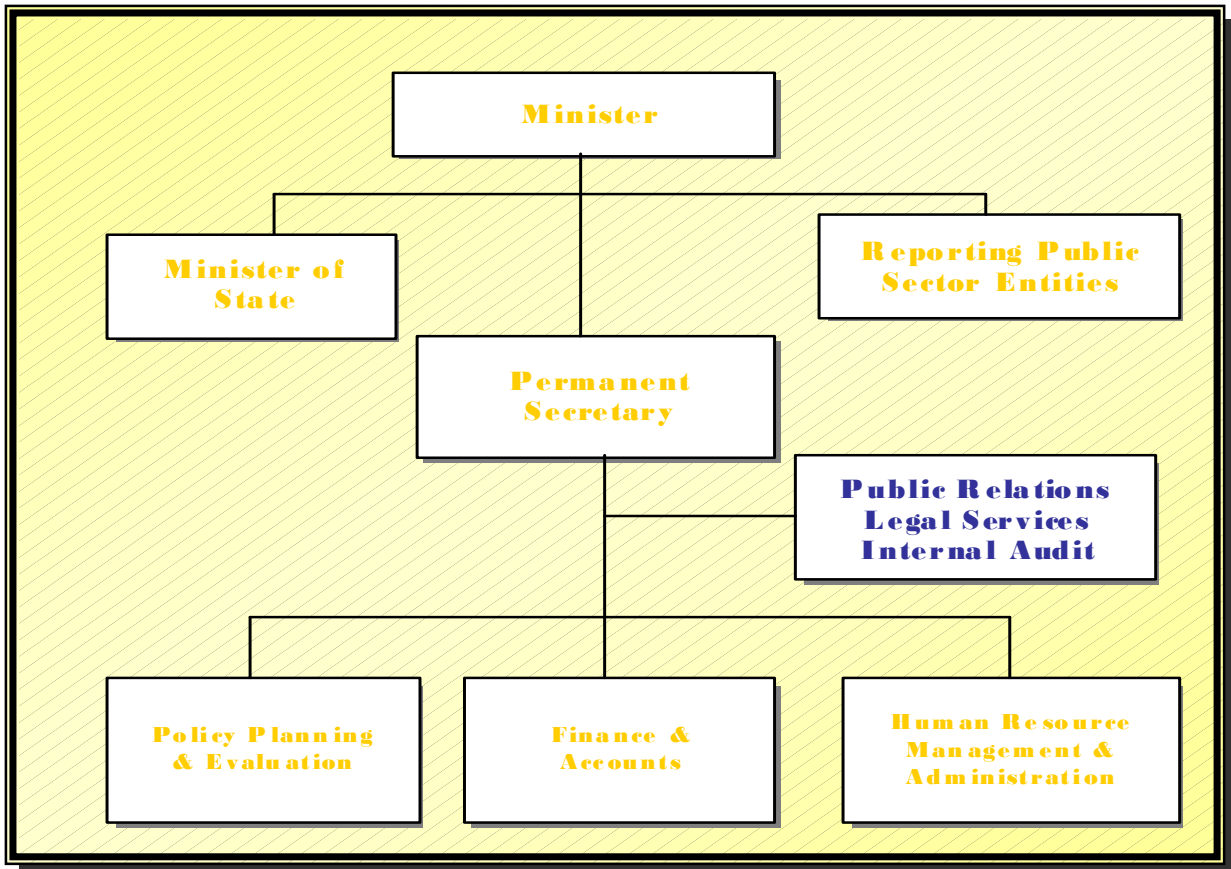 Minister
Minister of
State
Reporting Public
Sector Entities
Permanent
Secretary
Public Relations
Legal Services
Internal Audit
Policy Planning
& Evaluation
Finance &
Accounts
Human Resource
Management &
Administration